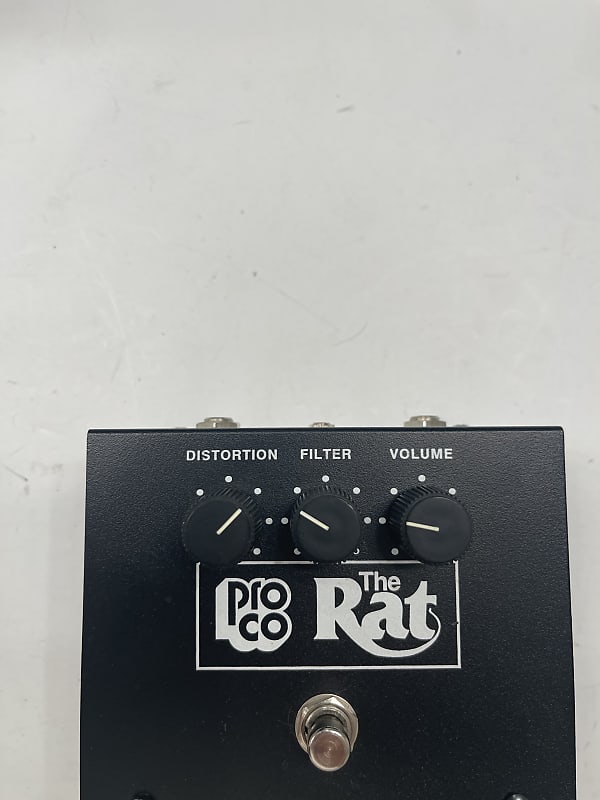 DISTORTION FILTER VOLUME
The
pro Rat
co